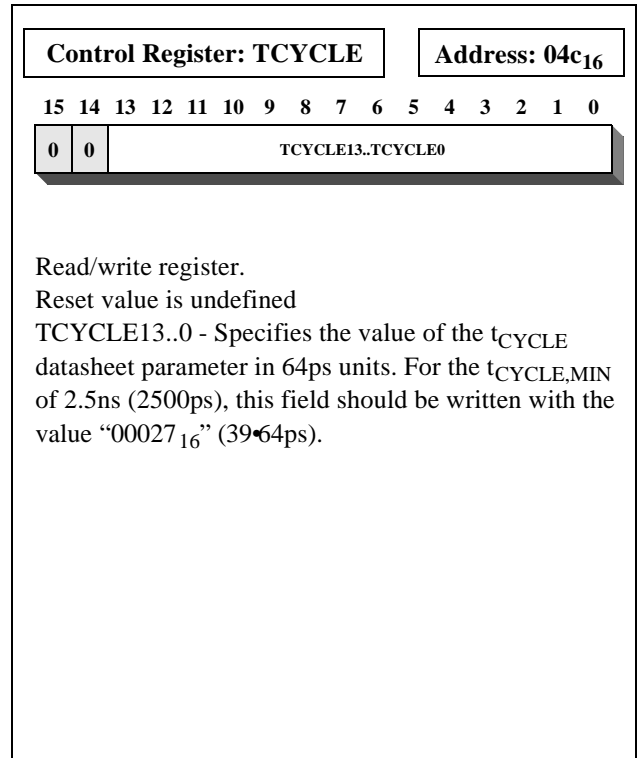 Control Register: TCYCLE
Address: 04c16
15 14 13 12 11 10 9 8 7 6 5 4 3 2 1 0
0 0 TCYCLE13..TCYCLE0
Read/write register.
Reset value is undefined
TCYCLE13..0 - Specifies the value of the tCYCLE
datasheet parameter in 64ps units. For the tCYCLE,MIN
of 2.5ns (2500ps), this field should be written with the
value “0002716” (39•64ps).